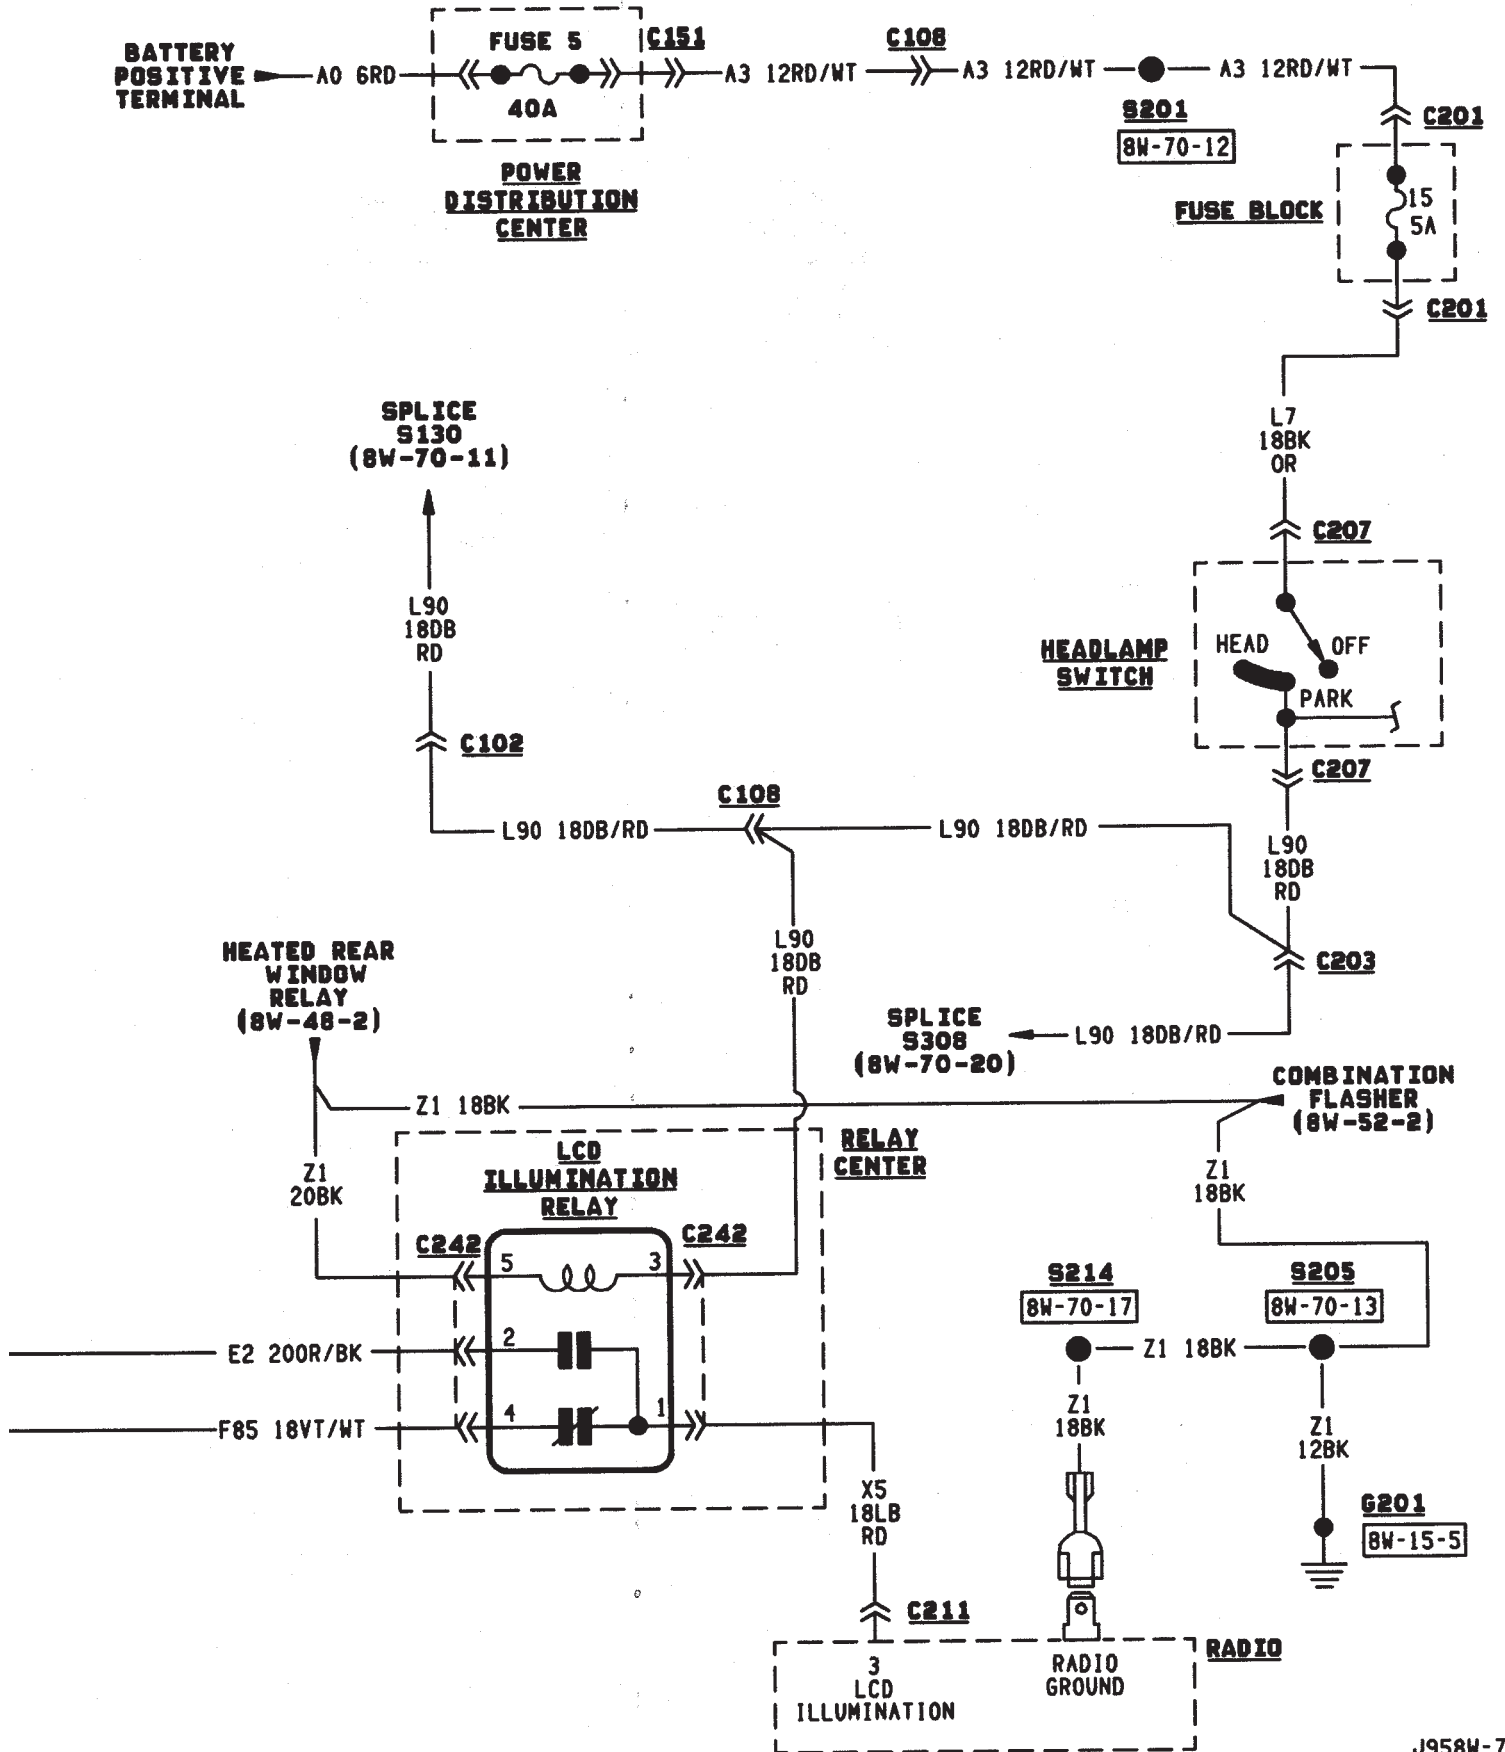 BATTERY
POSITIVE
TERMINAL
A0 6RD
FUSE 5
40A
C151
A3 12RD/WT
C108
A3 12RD/WT
A3 12RD/WT
S201
8W-70-12
C201
POWER
DISTRIBUTION
CENTER
FUSE BLOCK
15
5A
C201
SPLICE
S130
(8W-70-11)
L7
18BK
OR
C207
L90
18DB
RD
HEADLAMP
SWITCH
HEAD
OFF
PARK
C102
C207
C108
L90 18DB/RD
L90 18DB/RD
L90
18DB
RD
L90
18DB
RD
C203
HEATED REAR
WINDOW
RELAY
(8W-48-2)
SPLICE
S308
(8W-70-20)
L90 18DB/RD
COMBINATION
FLASHER
(8W-52-2)
Z1 18BK
RELAY
CENTER
LCD
ILLUMINATION
RELAY
Z1
20BK
Z1
18BK
C242
C242
5
3
S214
8W-70-17
S205
8W-70-13
E2 200R/BK
2
Z1 18BK
F85 18VT/WT
4
1
Z1
18BK
Z1
12BK
X5
18LB
RD
G201
8W-15-5
C211
RADIO
3
LCD
ILLUMINATION
RADIO
GROUND
J958W-7